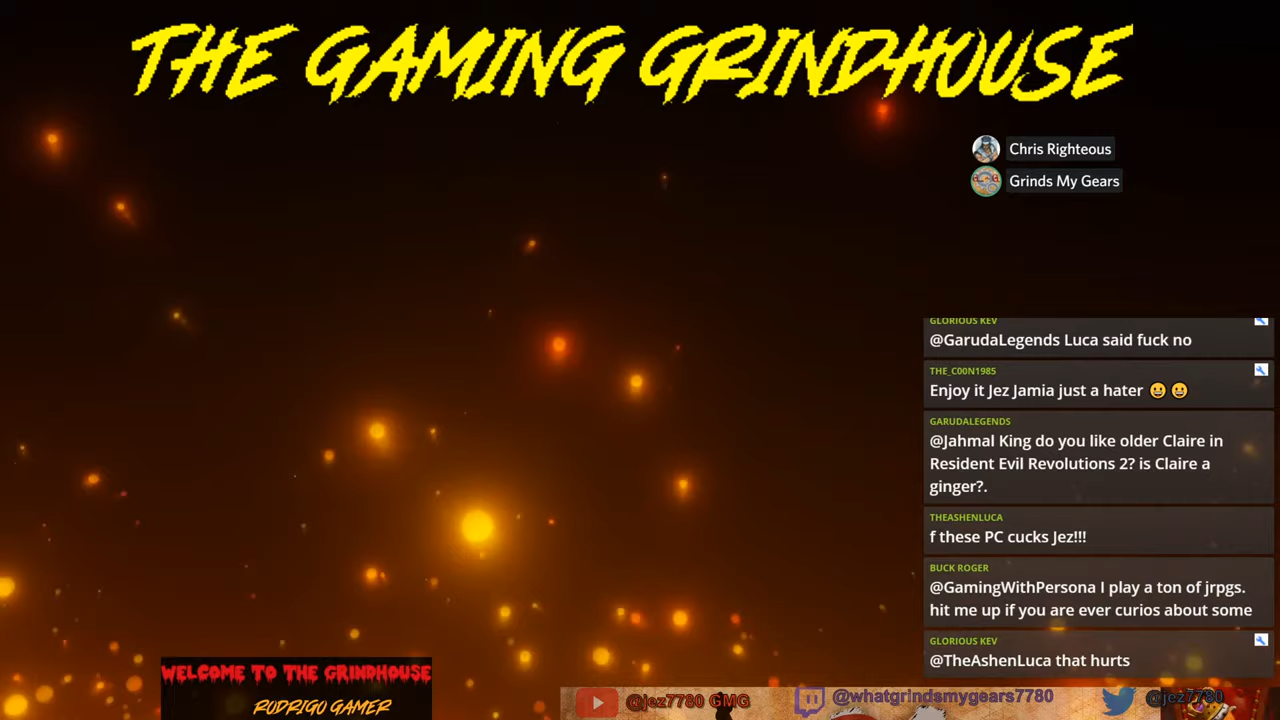 THE GAMING GRINDHOUSE
Chris Righteous
Grinds My Gears
GLORIOUS KEV
@GarudaLegends Luca said fuck no
THE_C00N1985
Enjoy it Jez Jamia just a hater 😀 😀
GARUDALEGENDS
@Jahmal King do you like older Claire in
Resident Evil Revolutions 2? is Claire a
ginger?.
THEASHENLUCA
f these PC cucks Jez!!!
BUCK ROGER
@GamingWithPersona I play a ton of jrpgs.
hit me up if you are ever curios about some
GLORIOUS KEV
@TheAshenLuca that hurts
WELCOME TO THE GRINDHOUSE
RODRIGO GAMER
@jez7780 GMG
@whatgrindsmygears7780
@jez7780